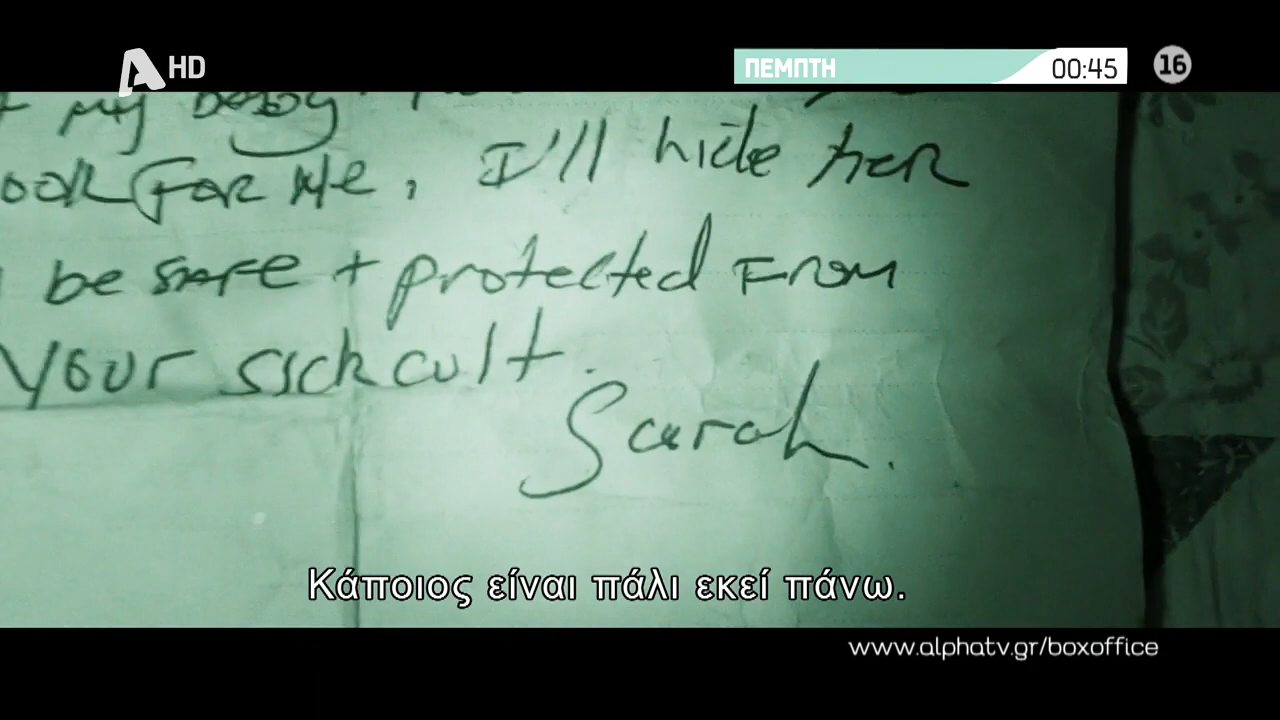 A HD
ΠΕΜΠΤΗ 00:45 16
my baby
For Me, I'll hide her
be safe + protected From
your sick cult.
Sarah.
Κάποιος είναι πάλι εκεί πάνω.
www.alphatv.gr/boxoffice